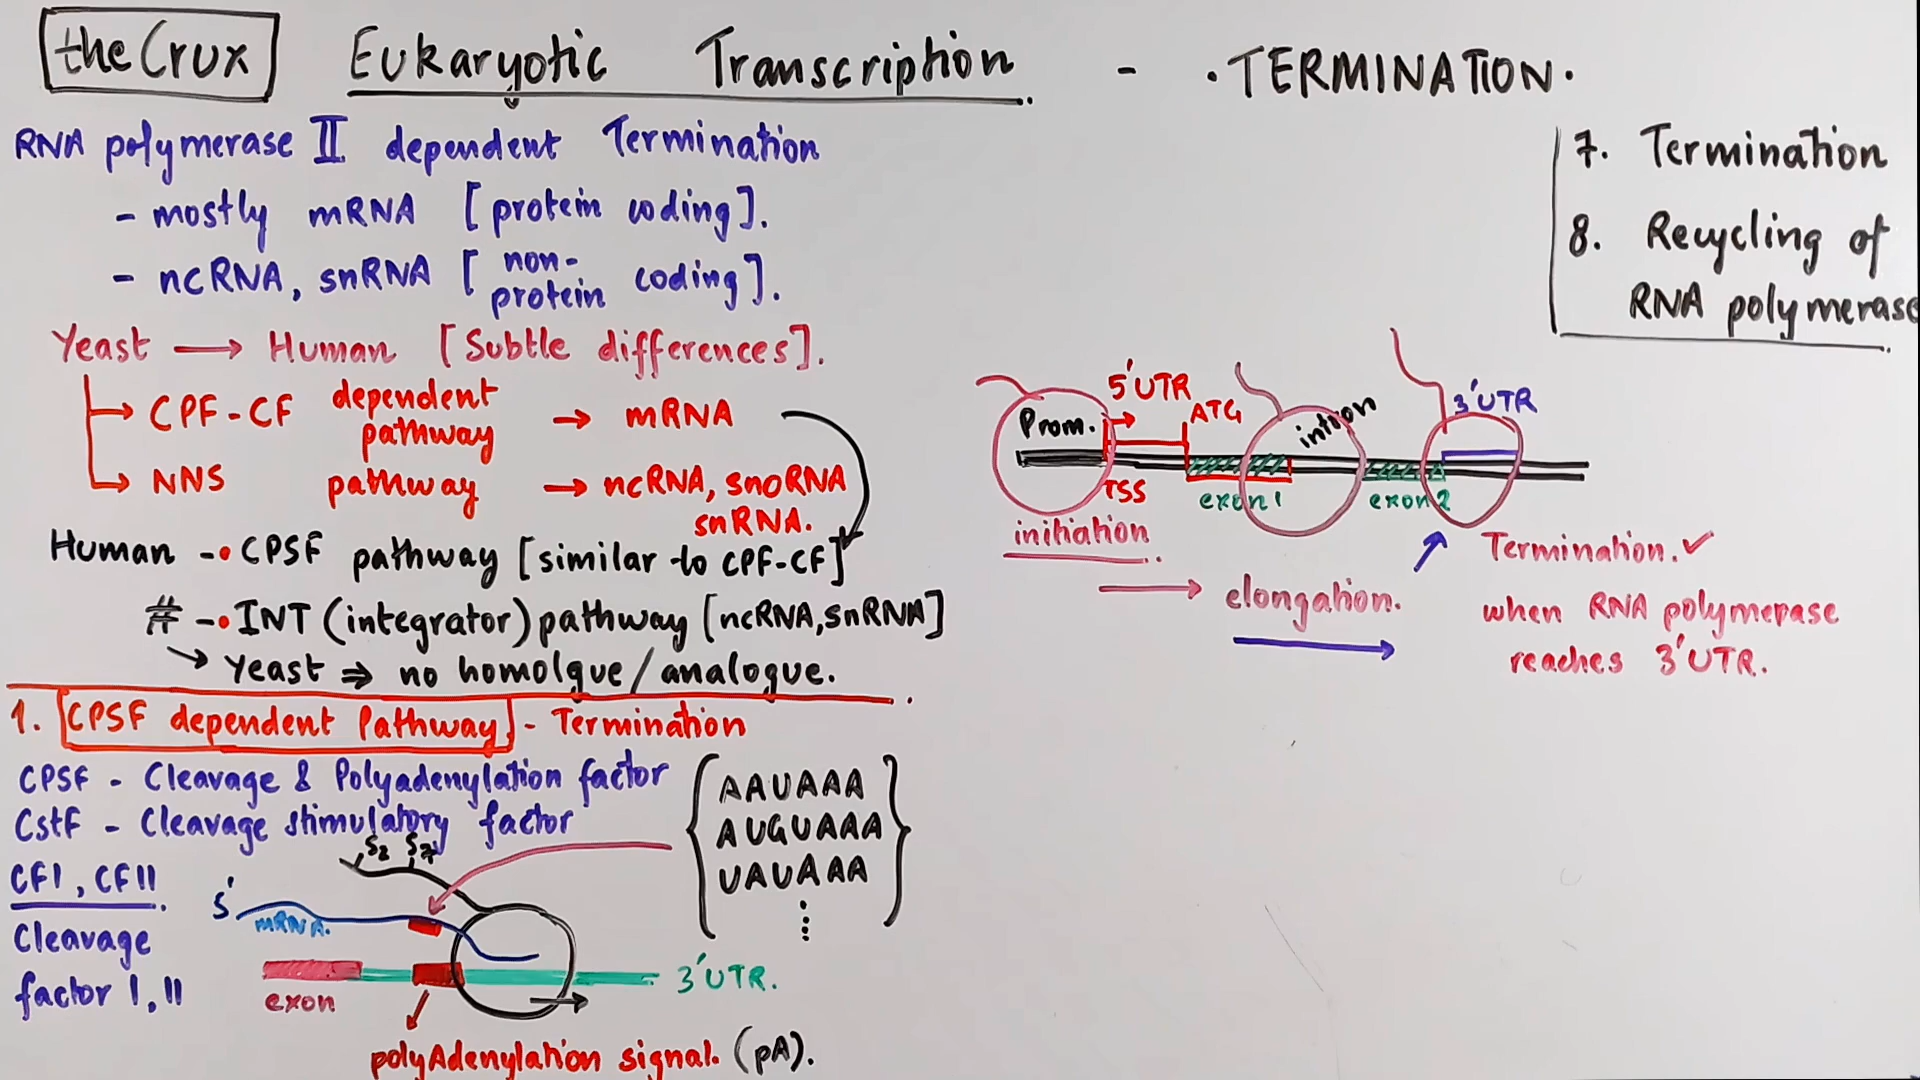 theCrux Eukaryotic Transcription - .TERMINATION.
RNA polymerase II dependent Termination
- mostly mRNA [protein coding].
- ncRNA, snRNA [non-protein coding].
Yeast → Human [Subtle differences].
→ CPF-CF dependent pathway → mRNA
→ NNS pathway → ncRNA, snoRNA
snRNA.
Human -• CPSF pathway [similar to CPF-CF]
# -• INT (integrator) pathway [ncRNA, snRNA]
→ Yeast ⇒ no homolgue/analogue.
1. CPSF dependent Pathway - Termination
CPSF - Cleavage & Polyadenylation factor
CstF - Cleavage stimulatory factor
CFI, CFII.
Cleavage
factor I, II
S2 S7
5'
mRNA.
exon
3'UTR.
polyAdenylation signal. (pA).
AAUAAA
AUGUAAA
UAUAAA
7. Termination
8. Recycling of
RNA polymerase
Prom.
5'UTR
ATG
intron
3'UTR
TSS
exon 1
exon 2
initiation.
→ elongation.
Termination. ✓
when RNA polymerase
reaches 3'UTR.